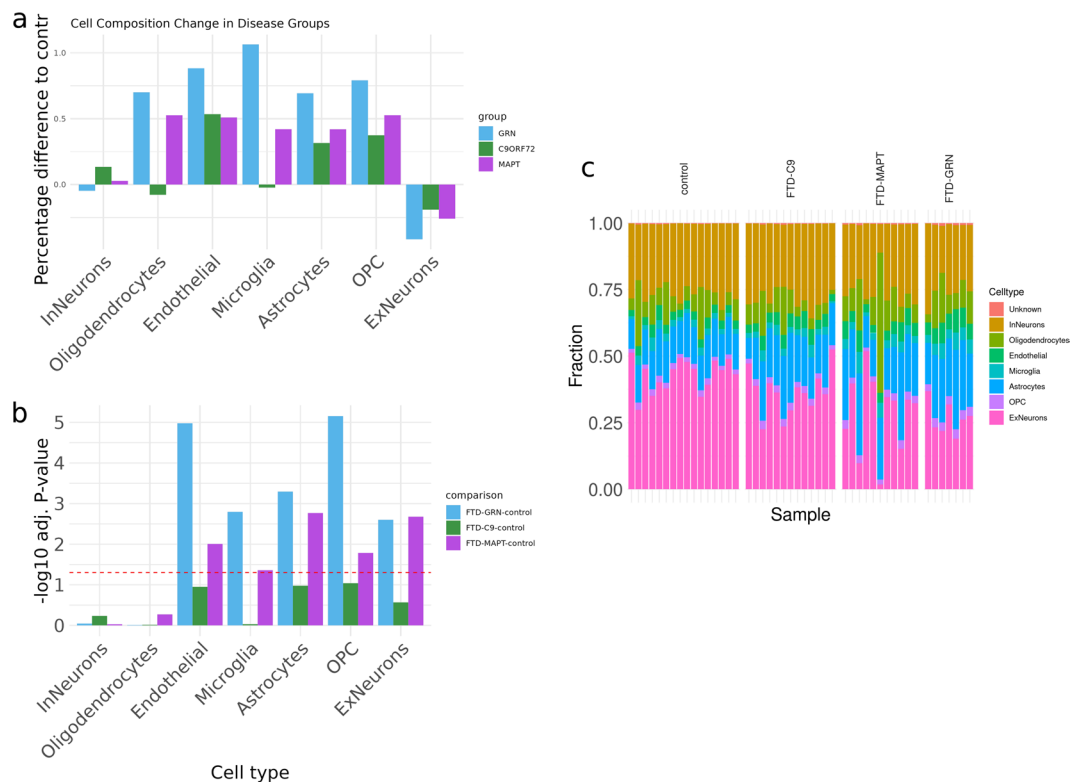 a
Cell Composition Change in Disease Groups
Percentage difference to contr
1.0
0.5
0.0
InNeurons
Oligodendrocytes
Endothelial
Microglia
Astrocytes
OPC
ExNeurons
group
GRN
C9ORF72
MAPT
b
-log10 adj. P-value
5
4
3
2
1
0
InNeurons
Oligodendrocytes
Endothelial
Microglia
Astrocytes
OPC
ExNeurons
Cell type
comparison
FTD-GRN-control
FTD-C9-control
FTD-MAPT-control
c
control
FTD-C9
FTD-MAPT
FTD-GRN
Fraction
1.00
0.75
0.50
0.25
0.00
Sample
Celltype
Unknown
InNeurons
Oligodendrocytes
Endothelial
Microglia
Astrocytes
OPC
ExNeurons